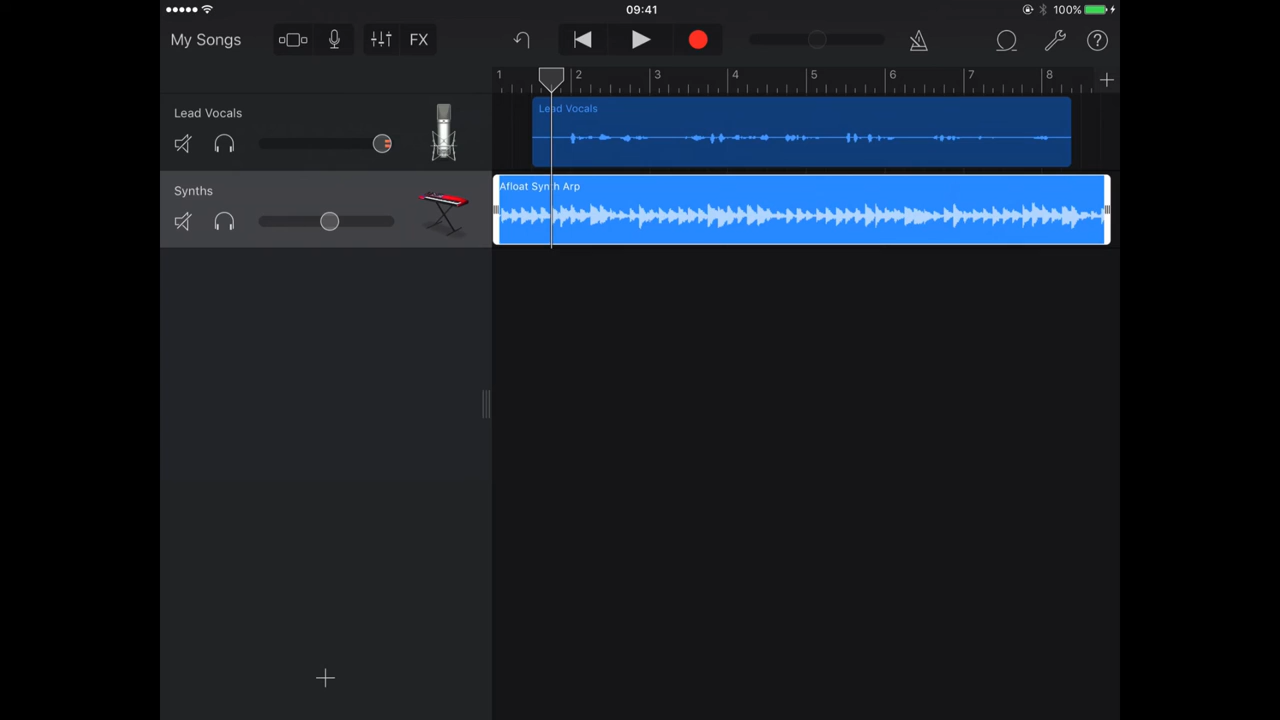 09:41
100%
My Songs
FX
1 2 3 4 5 6 7 8
Lead Vocals
Lead Vocals
Synths
Afloat Synth Arp